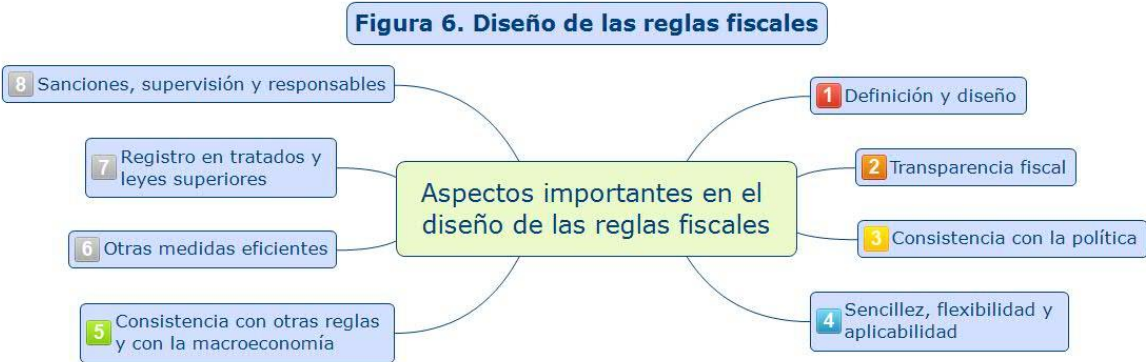 Figura 6. Diseño de las reglas fiscales
Aspectos importantes en el
diseño de las reglas fiscales
1 Definición y diseño
2 Transparencia fiscal
3 Consistencia con la política
4 Sencillez, flexibilidad y
aplicabilidad
5 Consistencia con otras reglas
y con la macroeconomía
6 Otras medidas eficientes
7 Registro en tratados y
leyes superiores
8 Sanciones, supervisión y responsables